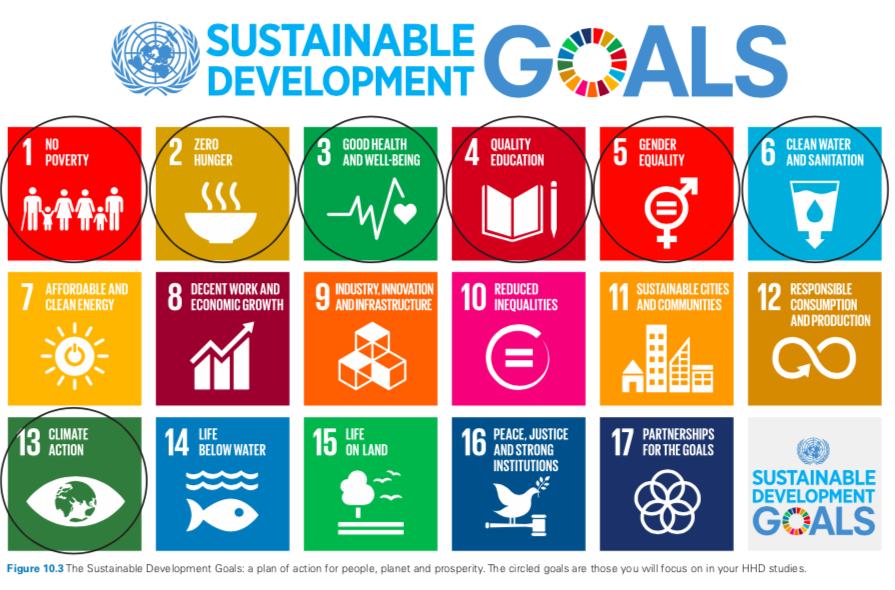 SUSTAINABLE
DEVELOPMENT
GOALS
1 NO
POVERTY
2 ZERO
HUNGER
3 GOOD HEALTH
AND WELL-BEING
4 QUALITY
EDUCATION
5 GENDER
EQUALITY
6 CLEAN WATER
AND SANITATION
7 AFFORDABLE AND
CLEAN ENERGY
8 DECENT WORK AND
ECONOMIC GROWTH
9 INDUSTRY, INNOVATION
AND INFRASTRUCTURE
10 REDUCED
INEQUALITIES
11 SUSTAINABLE CITIES
AND COMMUNITIES
12 RESPONSIBLE
CONSUMPTION
AND PRODUCTION
13 CLIMATE
ACTION
14 LIFE
BELOW WATER
15 LIFE
ON LAND
16 PEACE, JUSTICE
AND STRONG
INSTITUTIONS
17 PARTNERSHIPS
FOR THE GOALS
SUSTAINABLE
DEVELOPMENT
GOALS
Figure 10.3 The Sustainable Development Goals: a plan of action for people, planet and prosperity. The circled goals are those you will focus on in your HHD studies.